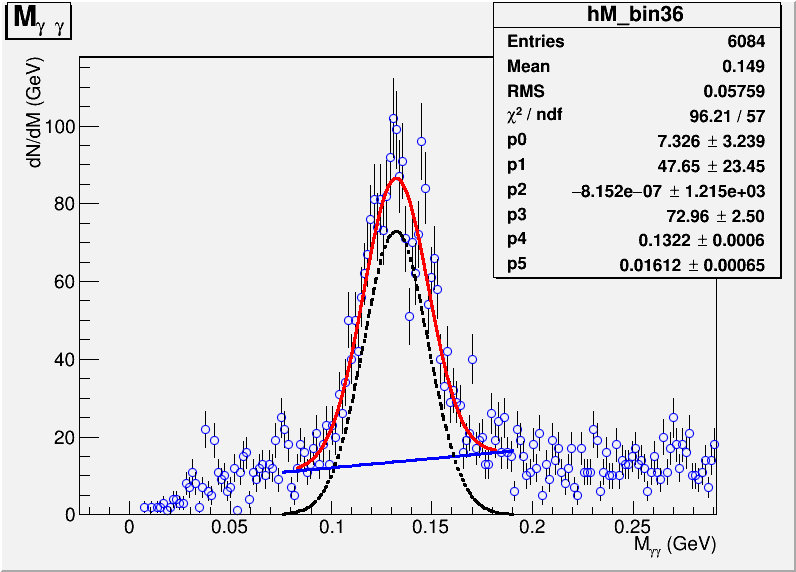 M γ γ
hM_bin36
Entries 6084
Mean 0.149
RMS 0.05759
χ² / ndf 96.21 / 57
p0 7.326 ± 3.239
p1 47.65 ± 23.45
p2 −8.152e−07 ± 1.215e+03
p3 72.96 ± 2.50
p4 0.1322 ± 0.0006
p5 0.01612 ± 0.00065
dN/dM (GeV)
100
80
60
40
20
0
0 0.05 0.1 0.15 0.2 0.25
M γγ (GeV)